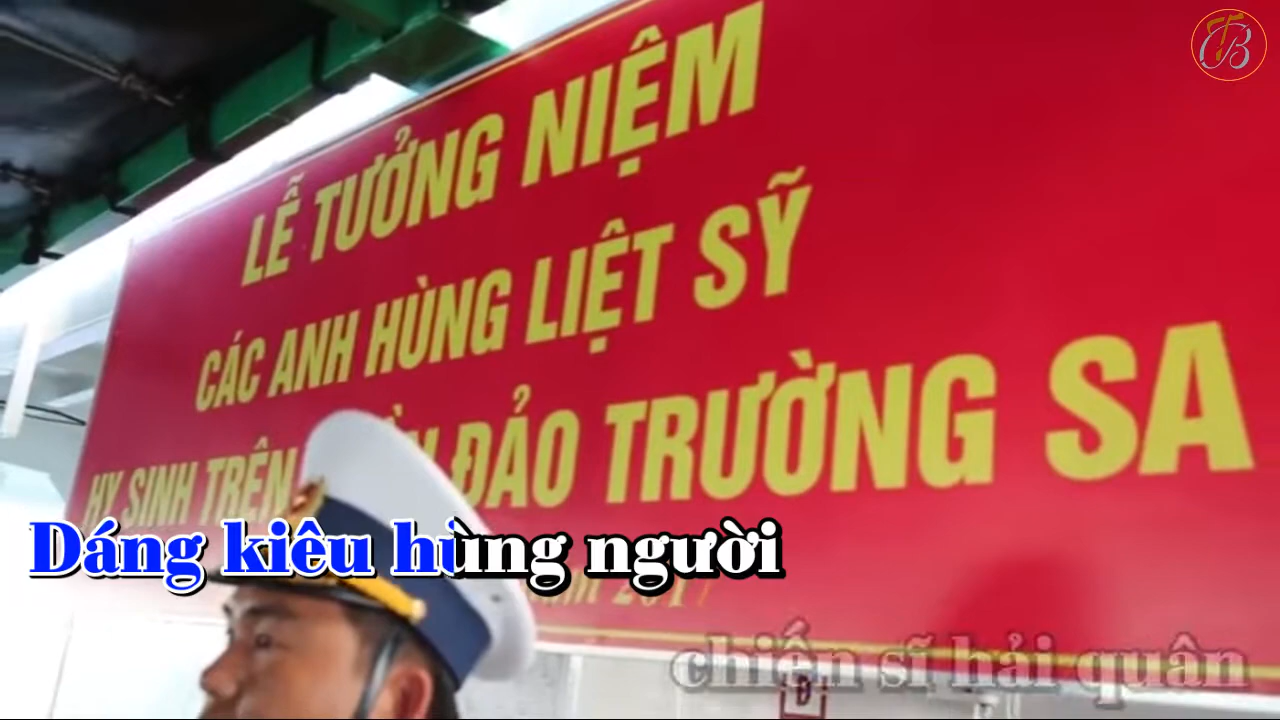 LỄ TƯỞNG NIỆM
CÁC ANH HÙNG LIỆT SỸ
HY SINH TRÊN ĐẢO TRƯỜNG SA
Dáng kiêu hùng người
chiến sĩ hải quân